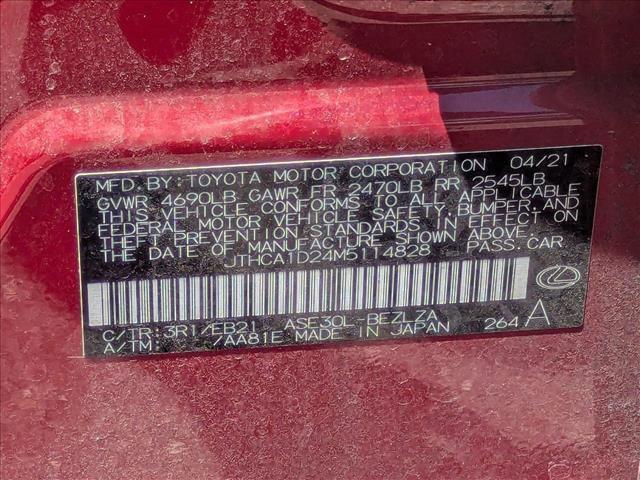 MFD. BY: TOYOTA MOTOR CORPORATION 04/21
GVWR 4690LB GAWR FR 2470LB RR 2545LB
THIS VEHICLE CONFORMS TO ALL APPLICABLE
FEDERAL MOTOR VEHICLE SAFETY, BUMPER, AND
THEFT PREVENTION STANDARDS IN EFFECT ON
THE DATE OF MANUFACTURE SHOWN ABOVE.
JTHCA1D24M5114828 PASS. CAR
C/TR: 3R1/EB21 ASE30L-BEZLZA
A/TM: /AA81E MADE IN JAPAN 264 A